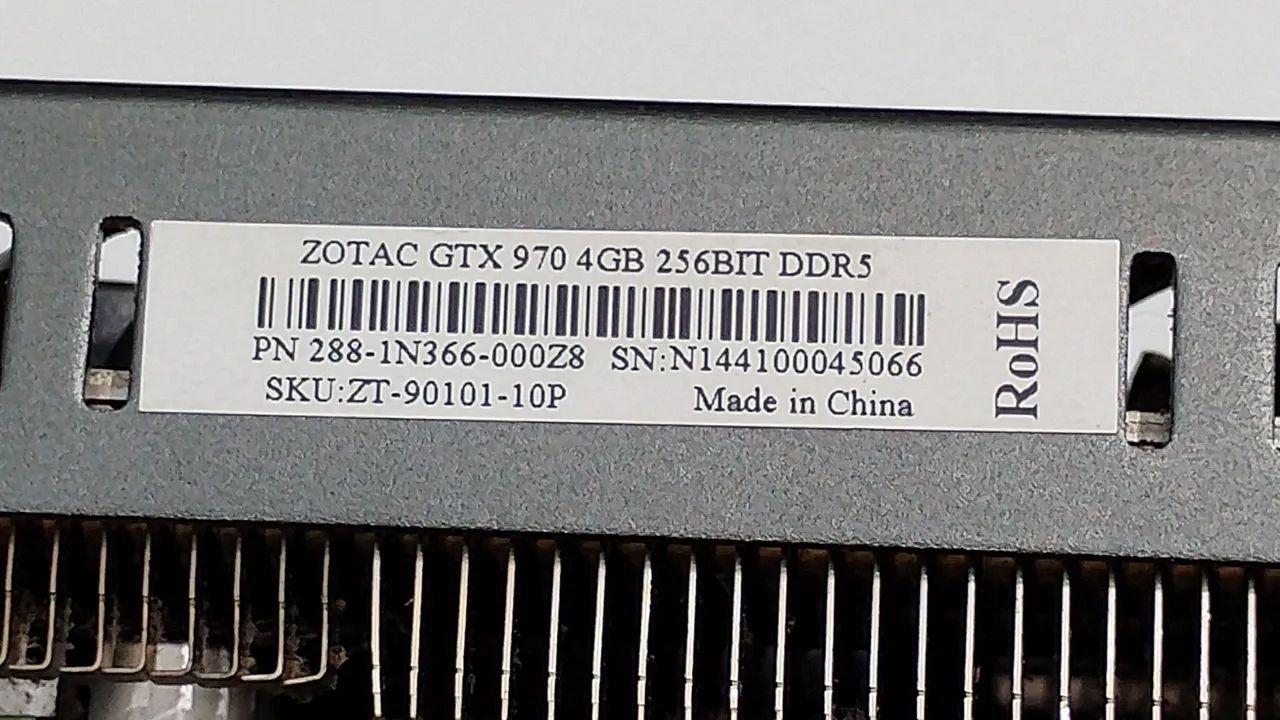 ZOTAC GTX 970 4GB 256BIT DDR5
PN 288-1N366-000Z8 SN:N144100045066
SKU:ZT-90101-10P Made in China
RoHS